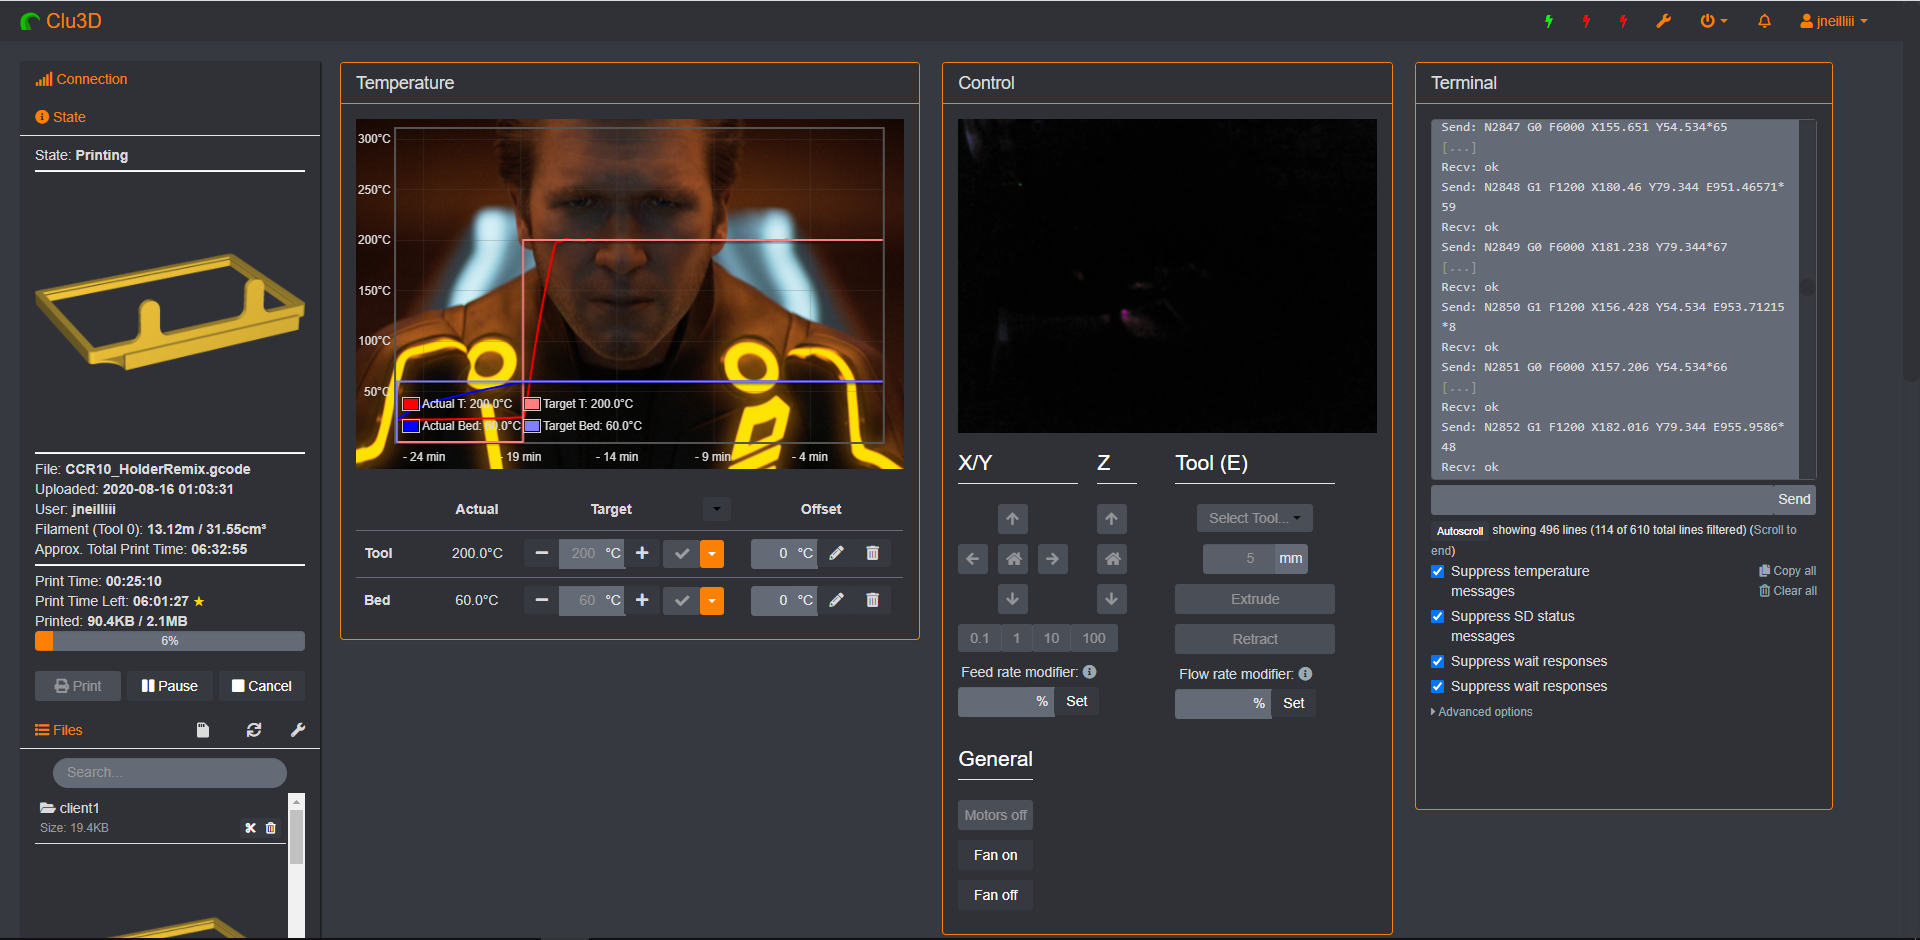 Clu3D
jneilliii
Connection
State
State: Printing
File: CCR10_HolderRemix.gcode
Uploaded: 2020-08-16 01:03:31
User: jneilliii
Filament (Tool 0): 13.12m / 31.55cm³
Approx. Total Print Time: 06:32:55
Print Time: 00:25:10
Print Time Left: 06:01:27 ★
Printed: 90.4KB / 2.1MB
6%
Print
Pause
Cancel
Files
Search...
client1
Size: 19.4KB
Temperature
300°C
250°C
200°C
150°C
100°C
50°C
Actual T: 200.0°C
Target T: 200.0°C
Actual Bed: 60.0°C
Target Bed: 60.0°C
- 24 min
- 19 min
- 14 min
- 9 min
- 4 min
Actual Target Offset
Tool 200.0°C 200 °C 0 °C
Bed 60.0°C 60 °C 0 °C
Control
X/Y
Z
Tool (E)
Select Tool...
5 mm
Extrude
Retract
0.1 1 10 100
Feed rate modifier:
% Set
Flow rate modifier:
% Set
General
Motors off
Fan on
Fan off
Terminal
Send: N2847 G0 F6000 X155.651 Y54.534*65
[...]
Recv: ok
Send: N2848 G1 F1200 X180.46 Y79.344 E951.46571*
59
Recv: ok
Send: N2849 G0 F6000 X181.238 Y79.344*67
[...]
Recv: ok
Send: N2850 G1 F1200 X156.428 Y54.534 E953.71215
*8
Recv: ok
Send: N2851 G0 F6000 X157.206 Y54.534*66
[...]
Recv: ok
Send: N2852 G1 F1200 X182.016 Y79.344 E955.9586*
48
Recv: ok
Send
Autoscroll showing 496 lines (114 of 610 total lines filtered) (Scroll to
end)
Suppress temperature
messages
Suppress SD status
messages
Suppress wait responses
Suppress wait responses
Advanced options
Copy all
Clear all